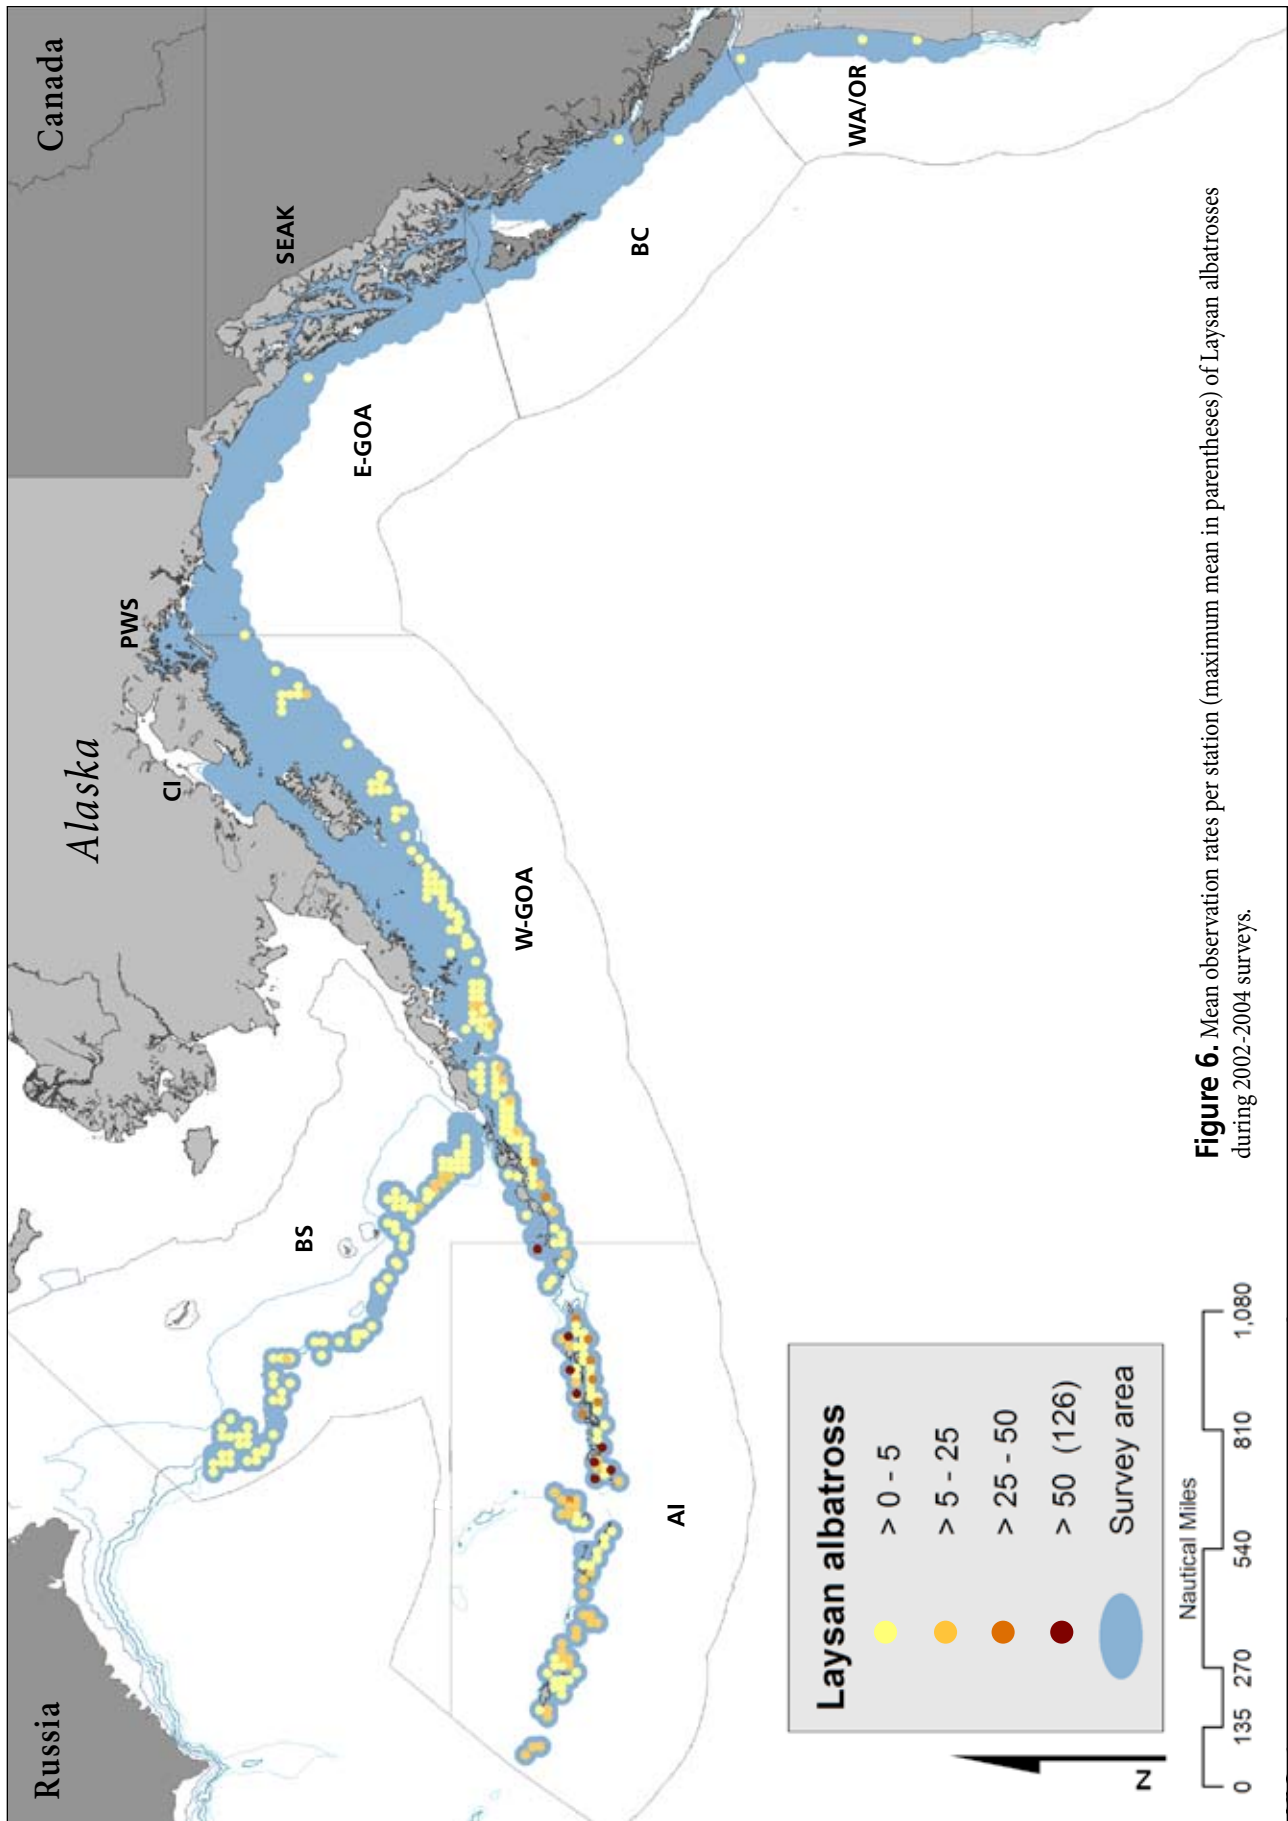 Russia
Alaska
Canada
CI
PWS
SEAK
BS
E-GOA
W-GOA
BC
WA/OR
AI
Laysan albatross
> 0 - 5
> 5 - 25
> 25 - 50
> 50 (126)
Survey area
N
Nautical Miles
0 135 270 540 810 1,080
Figure 6. Mean observation rates per station (maximum mean in parentheses) of Laysan albatrosses
during 2002-2004 surveys.